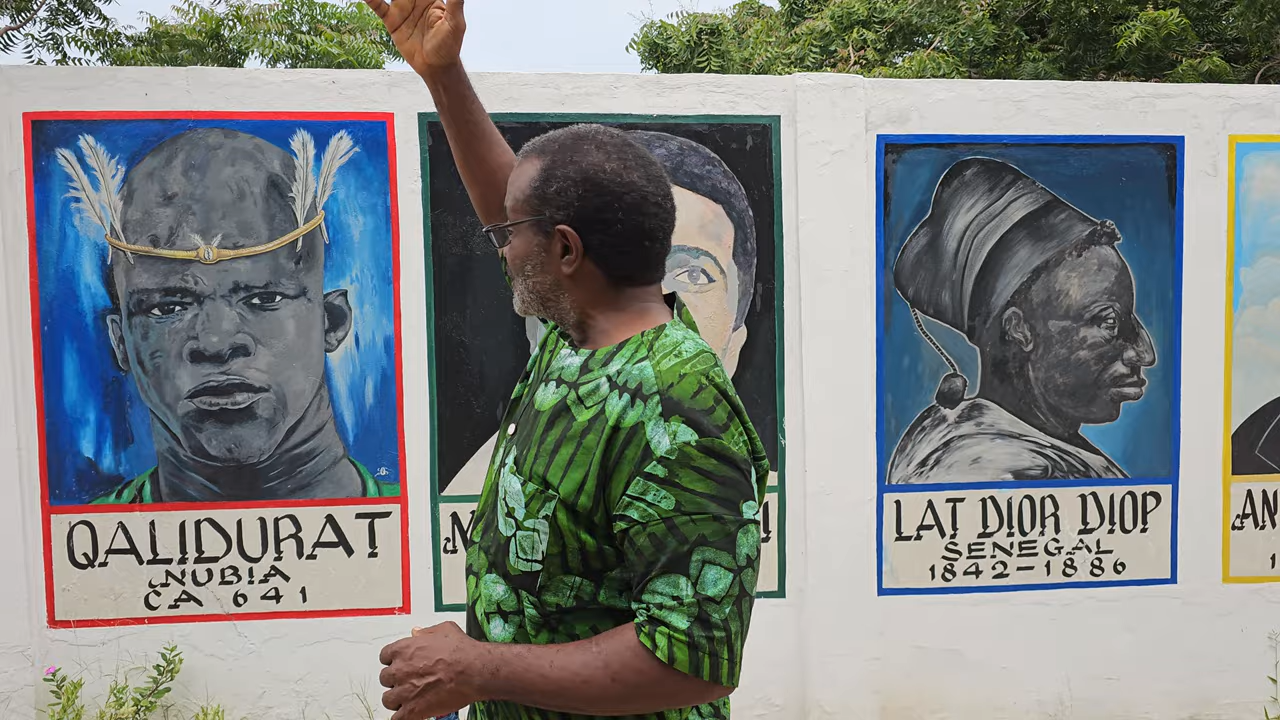 QALIDURAT
NUBIA
CA 641
LAT DIOR DIOP
SENEGAL
1842-1886